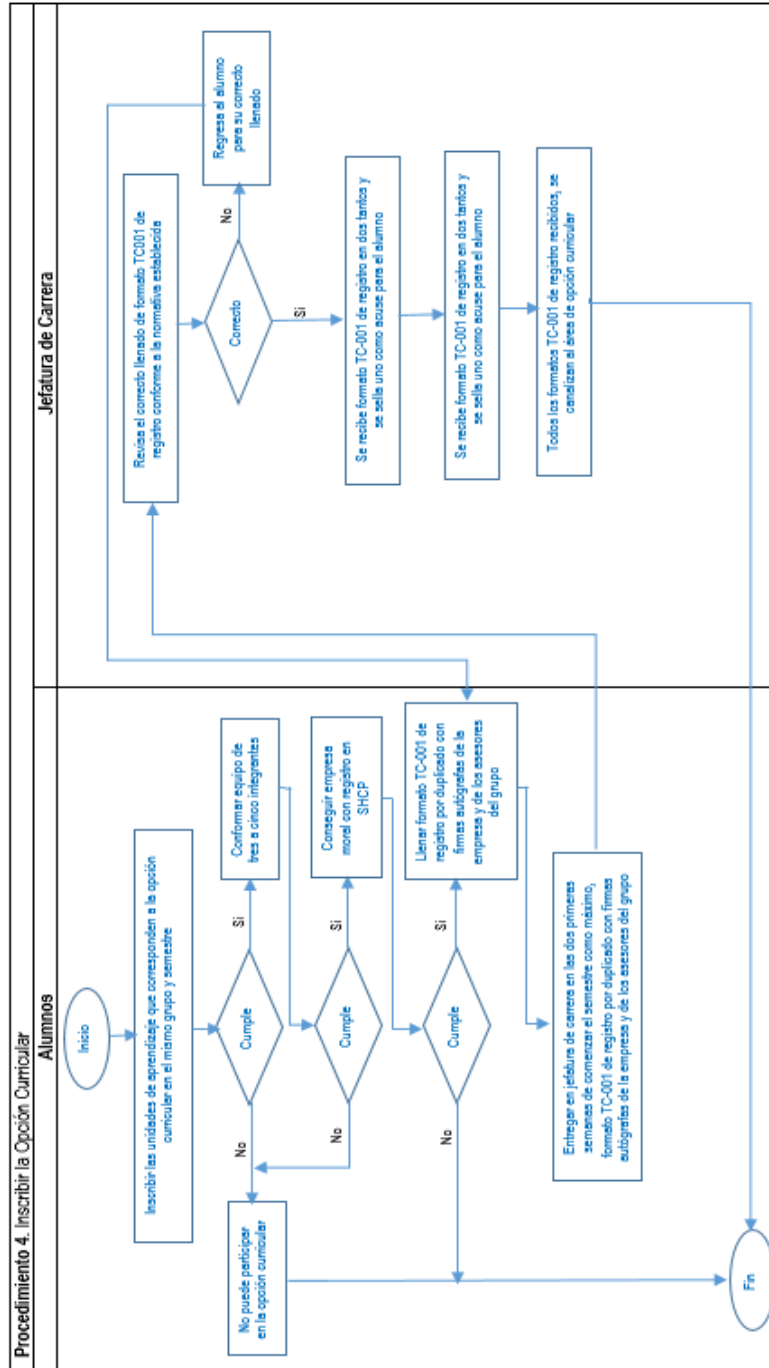 Procedimiento 4. Inscribir la Opción Curricular
Alumnos
Jefatura de Carrera
Inicio
Inscribir las unidades de aprendizaje que corresponden a la opción
curricular en el mismo grupo y semestre
Cumple
Si
No
Conformar equipo de
tres a cinco integrantes
Cumple
Si
No
Conseguir empresa
moral con registro en
SHCP
Cumple
Si
No
No puede participar
en la opción curricular
Llenar formato TC-001 de
registro por duplicado con
firmas autógrafas de la
empresa y de los asesores
del grupo
Entregar en jefatura de carrera en las dos primeras
semanas de comenzar el semestre como máximo,
formato TC-001 de registro por duplicado con firmas
autógrafas de la empresa y de los asesores del grupo
Fin
Revisa el correcto llenado de formato TC001 de
registro conforme a la normativa establecida
Correcto
No
Si
Regresa al alumno
para su correcto
llenado
Se recibe formato TC-001 de registro en dos tantos y
se sella uno como acuse para el alumno
Se recibe formato TC-001 de registro en dos tantos y
se sella uno como acuse para el alumno
Todos los formatos TC-001 de registro recibidos, se
canalizan al área de opción curricular